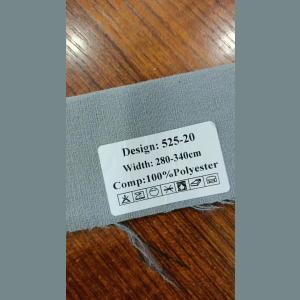 Design: 525-20
Width: 280-340cm
Comp:100%Polyester